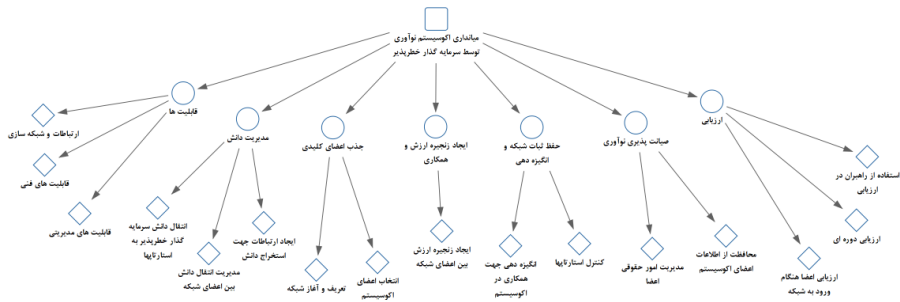 میانداری اکوسیستم نوآوری
توسط سرمایه گذار خطرپذیر
قابلیت ها
ارتباطات و شبکه سازی
قابلیت های فنی
قابلیت های مدیریتی
مدیریت دانش
انتقال دانش سرمایه
گذار خطرپذیر به
استارتاپها
مدیریت انتقال دانش
بین اعضای شبکه
ایجاد ارتباطات جهت
استخراج دانش
جذب اعضای کلیدی
تعریف و آغاز شبکه
انتخاب اعضای
اکوسیستم
ایجاد زنجیره ارزش و
همکاری
ایجاد زنجیره ارزش
بین اعضای شبکه
حفظ ثبات شبکه و
انگیزه دهی
انگیزه دهی جهت
همکاری در
اکوسیستم
کنترل استارتاپها
صیانت پذیری نوآوری
مدیریت امور حقوقی
اعضا
محافظت از اطلاعات
اعضای اکوسیستم
ارزیابی
ارزیابی اعضا هنگام
ورود به شبکه
ارزیابی دوره ای
استفاده از راهبران در
ارزیابی